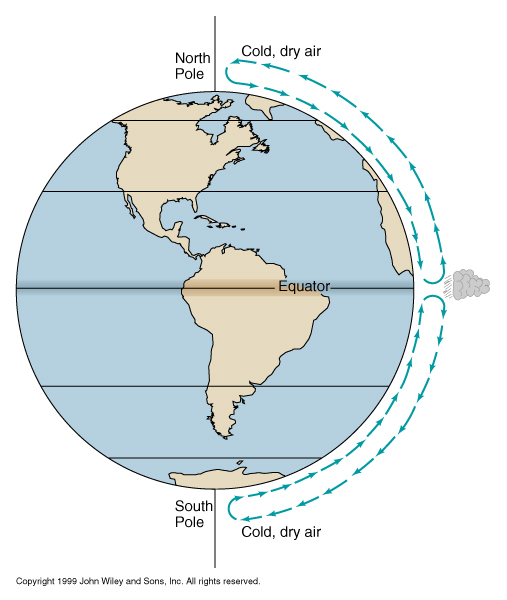 North
Pole
Cold, dry air
Equator
South
Pole
Cold, dry air
Copyright 1999 John Wiley and Sons, Inc. All rights reserved.